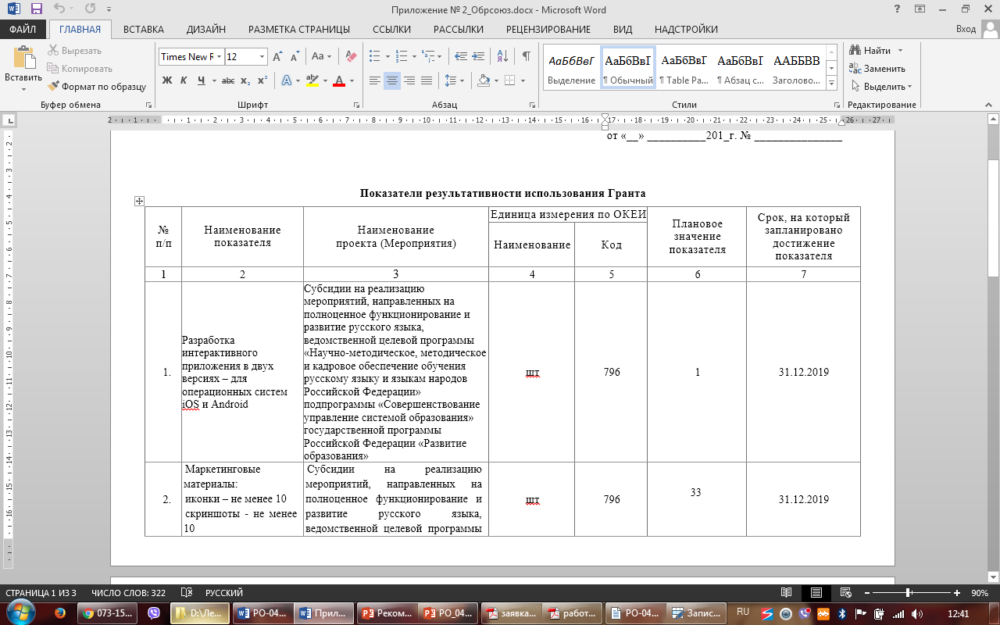 Приложение № 2_Обрсоюз.docx - Microsoft Word
ФАЙЛ ГЛАВНАЯ ВСТАВКА ДИЗАЙН РАЗМЕТКА СТРАНИЦЫ ССЫЛКИ РАССЫЛКИ РЕЦЕНЗИРОВАНИЕ ВИД НАДСТРОЙКИ Вход
Вставить
Вырезать
Копировать
Формат по образцу
Буфер обмена
Times New R 12
Ж К Ч abc x₂ x²
Шрифт
Абзац
АаБбВвГ АаБбВвГ АаБбВвГ АаБбВвІ ААББВВ
Выделение ¶ Обычный ¶ Table Pa... ¶ Абзац с... Заголово...
Стили
Найти
Заменить
Выделить
Редактирование
от «__» __________201_г. № _______________
Показатели результативности использования Гранта
№ п/п
Наименование
показателя
Наименование
проекта (Мероприятия)
Единица измерения по ОКЕИ
Наименование
Код
Плановое
значение
показателя
Срок, на который
запланировано
достижение
показателя
1 2 3 4 5 6 7
1.
Разработка
интерактивного
приложения в двух
версиях – для
операционных систем
iOS и Android
Субсидии на реализацию
мероприятий, направленных на
полноценное функционирование и
развитие русского языка,
ведомственной целевой программы
«Научно-методическое, методическое
и кадровое обеспечение обучения
русскому языку и языкам народов
Российской Федерации»
подпрограммы «Совершенствование
управление системой образования»
государственной программы
Российской Федерации «Развитие
образования»
шт
796
1
31.12.2019
2.
Маркетинговые
материалы:
иконки – не менее 10
скриншоты - не менее
10
Субсидии на реализацию
мероприятий, направленных на
полноценное функционирование и
развитие русского языка,
ведомственной целевой программы
шт
796
33
31.12.2019
СТРАНИЦА 1 ИЗ 3 ЧИСЛО СЛОВ: 322 РУССКИЙ 90%
073-15... D:\Ле... РО-04... Прил... Реком... РО_04... заявка... работ... РО-04... Запис... RU 12:41